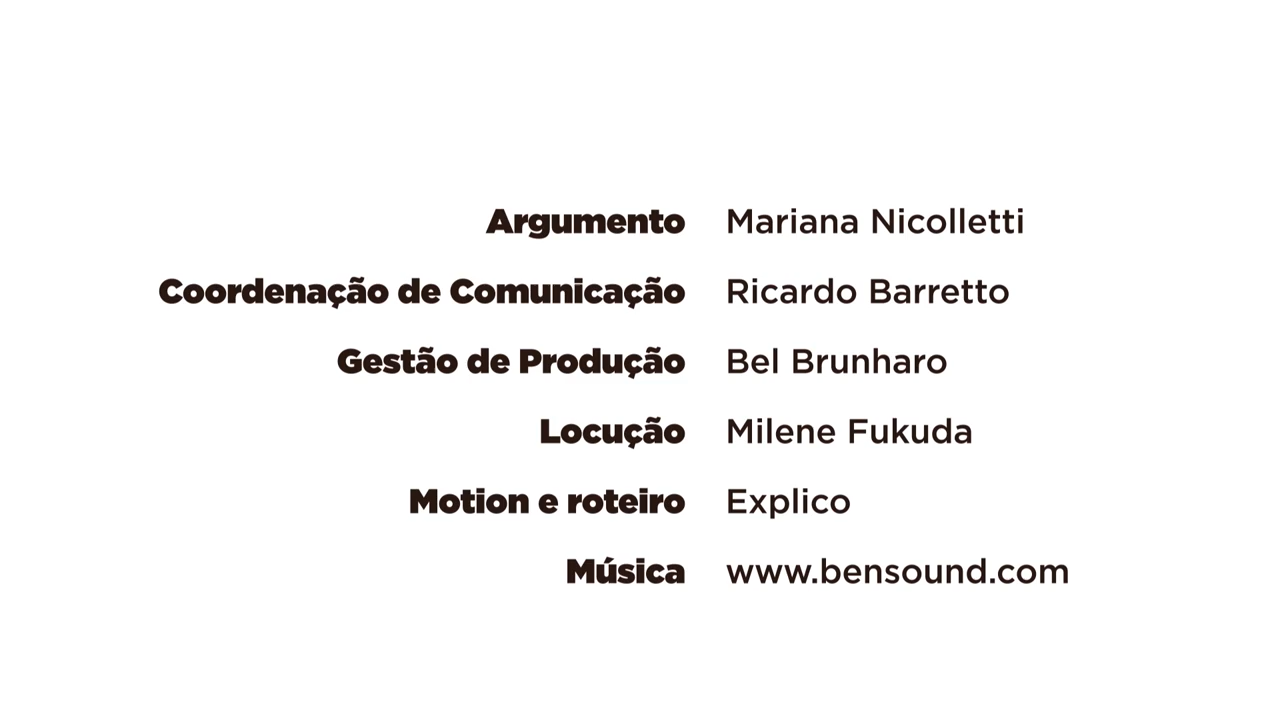 Argumento Mariana Nicolletti
Coordenação de Comunicação Ricardo Barretto
Gestão de Produção Bel Brunharo
Locução Milene Fukuda
Motion e roteiro Explico
Música www.bensound.com